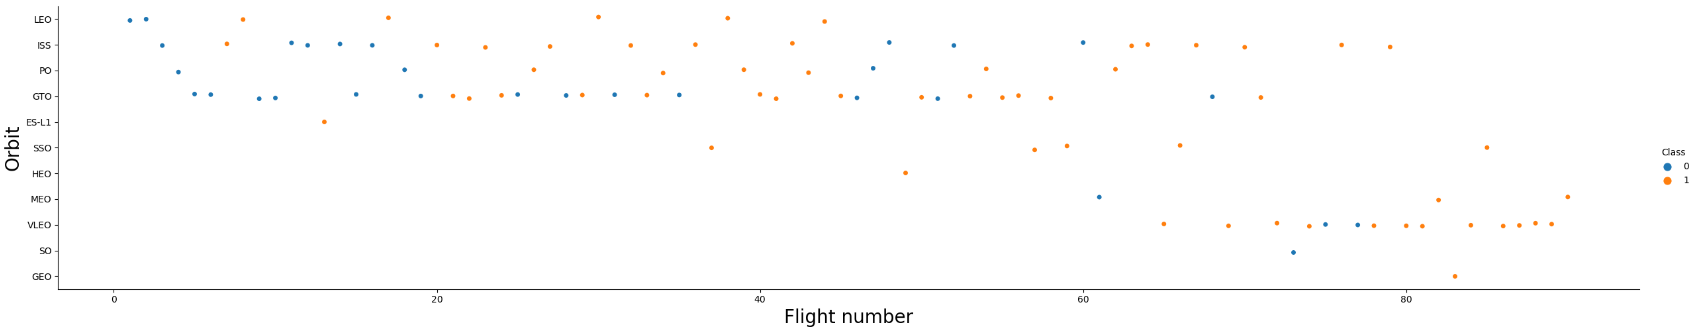 LEO
ISS
PO
GTO
ES-L1
SSO
HEO
MEO
VLEO
SO
GEO
Orbit
0
20
40
60
80
Flight number
Class
0
1